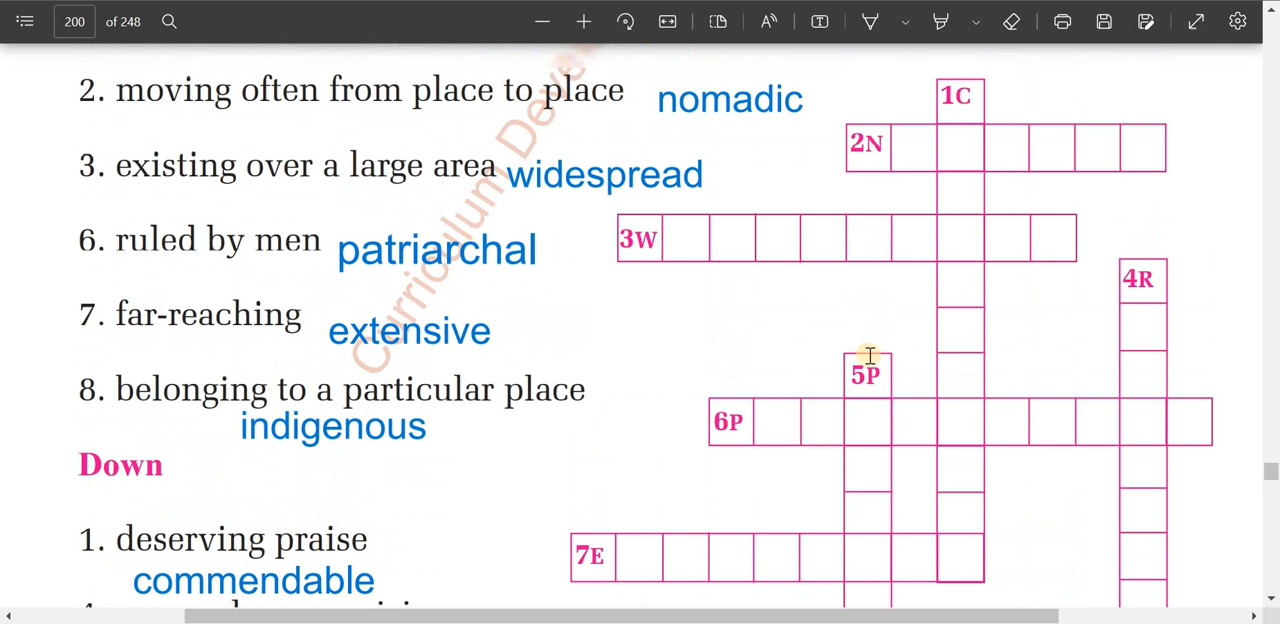 200 of 248
2. moving often from place to place nomadic
3. existing over a large area widespread
6. ruled by men patriarchal
7. far-reaching extensive
8. belonging to a particular place
indigenous
Down
1. deserving praise
commendable
1C
2N
3W
4R
5P
6P
7E
Curriculum Deve